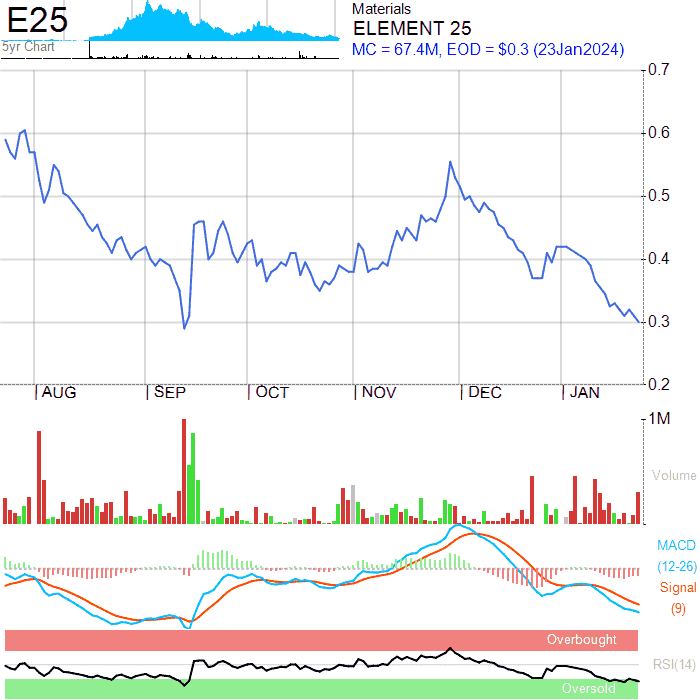 E25
5yr Chart
Materials
ELEMENT 25
MC = 67.4M, EOD = $0.3 (23Jan2024)
0.7
0.6
0.5
0.4
0.3
0.2
AUG SEP OCT NOV DEC JAN
1M
Volume
MACD
(12-26)
Signal
(9)
Overbought
RSI(14)
Oversold